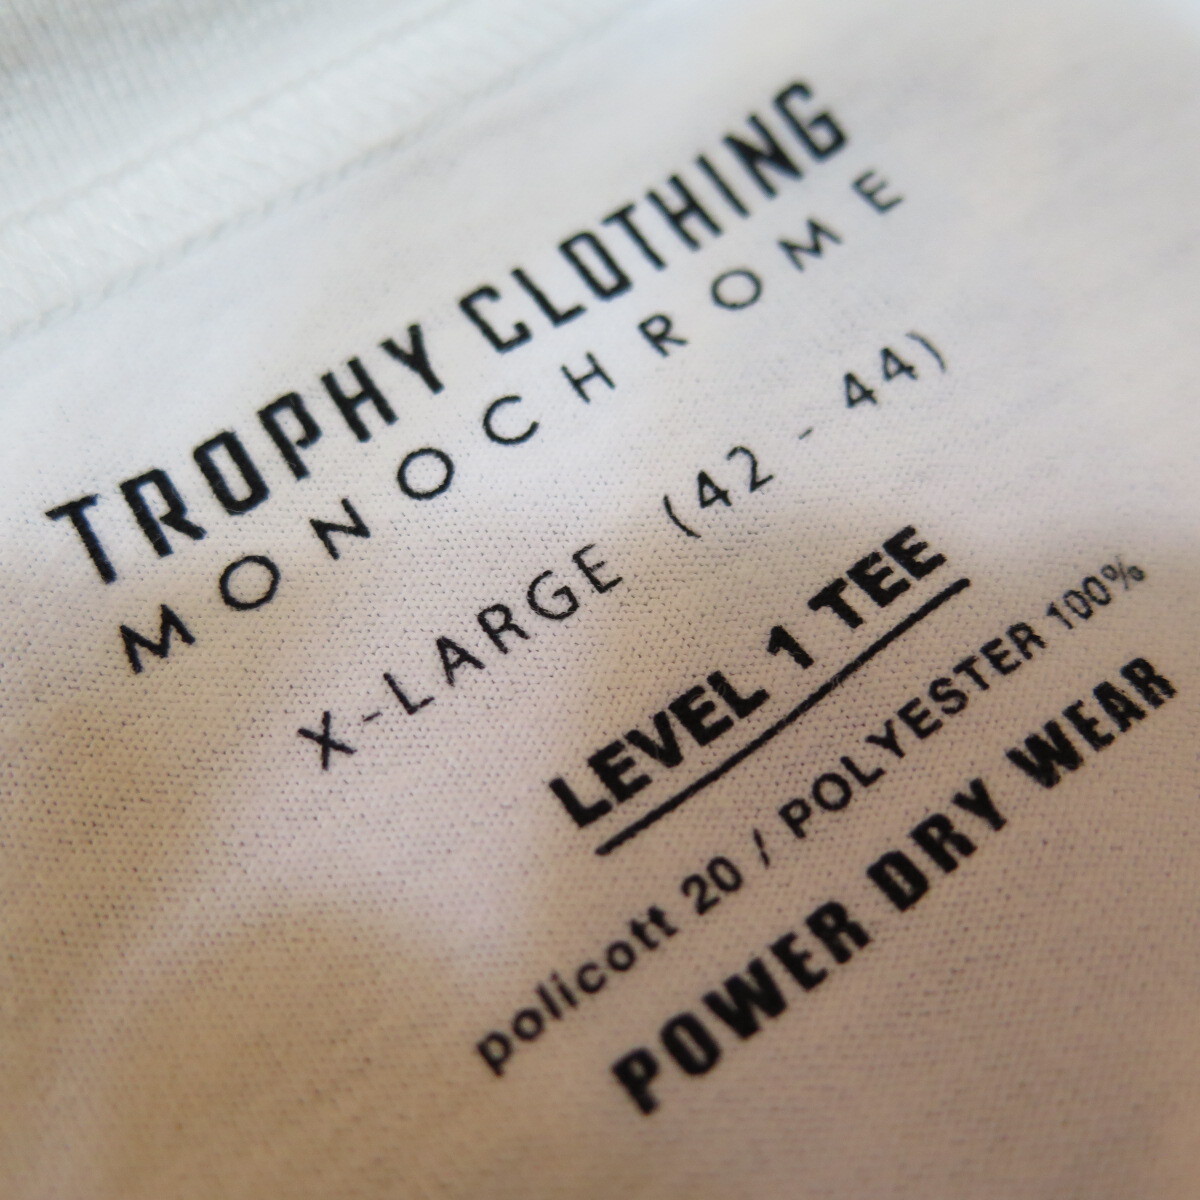 TROPHY CLOTHING
MONOCHROME
X-LARGE (42 - 44)
LEVEL 1 TEE
policott 20 / POLYESTER 100%
POWER DRY WEAR